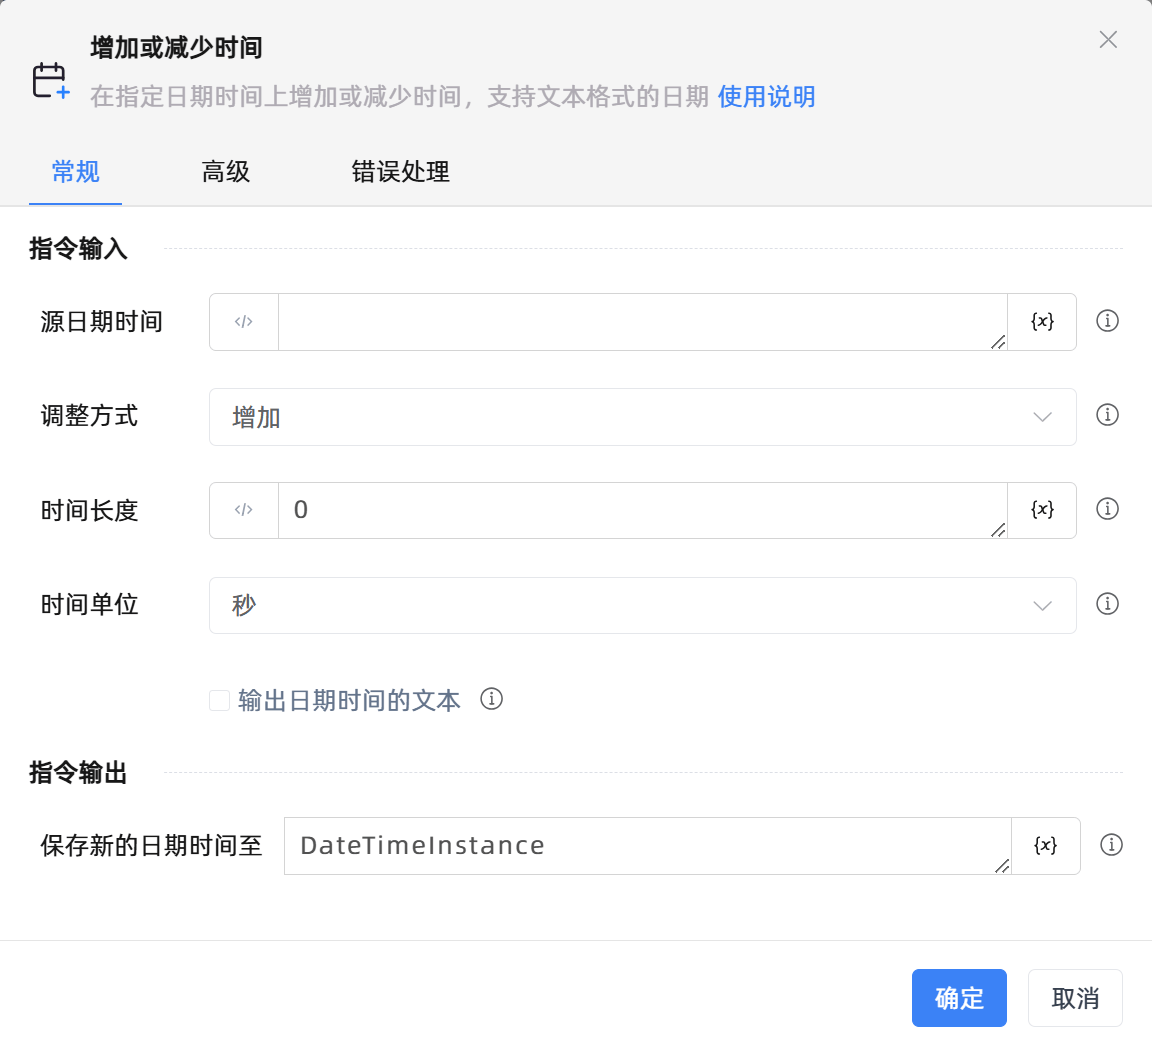 增加或减少时间
在指定日期时间上增加或减少时间，支持文本格式的日期 使用说明
常规 高级 错误处理
指令输入
源日期时间 </> {x}
调整方式 增加
时间长度 </> 0 {x}
时间单位 秒
输出日期时间的文本
指令输出
保存新的日期时间至 DateTimeInstance {x}
确定 取消